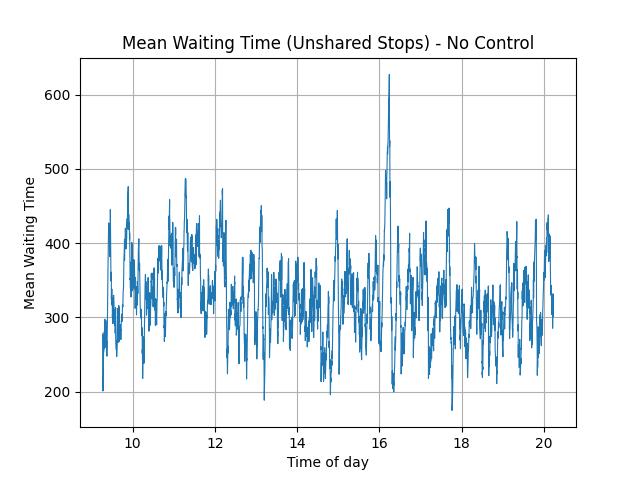 Mean Waiting Time (Unshared Stops) - No Control
600
500
400
300
200
Mean Waiting Time
10 12 14 16 18 20
Time of day